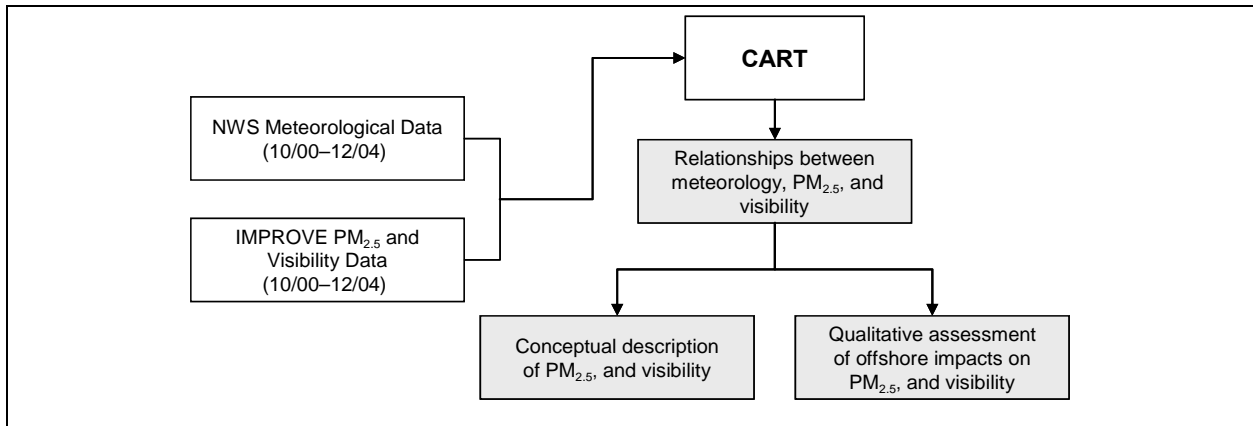 CART
NWS Meteorological Data
(10/00–12/04)
IMPROVE PM2.5 and
Visibility Data
(10/00–12/04)
Relationships between
meteorology, PM2.5, and
visibility
Conceptual description
of PM2.5, and visibility
Qualitative assessment
of offshore impacts on
PM2.5, and visibility